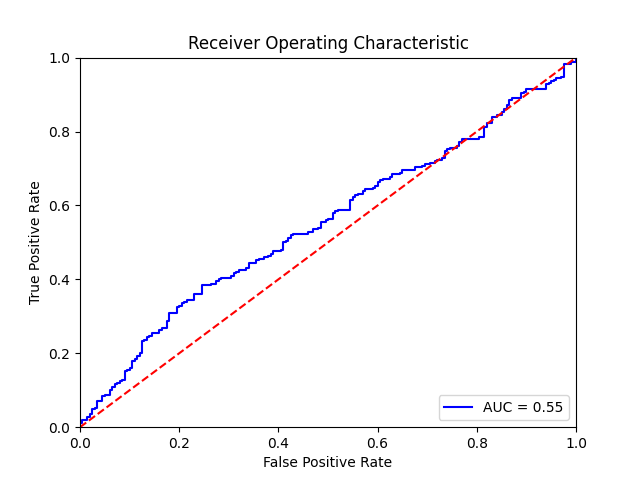 Receiver Operating Characteristic
1.0
0.8
0.6
0.4
0.2
0.0
True Positive Rate
AUC = 0.55
0.0 0.2 0.4 0.6 0.8 1.0
False Positive Rate